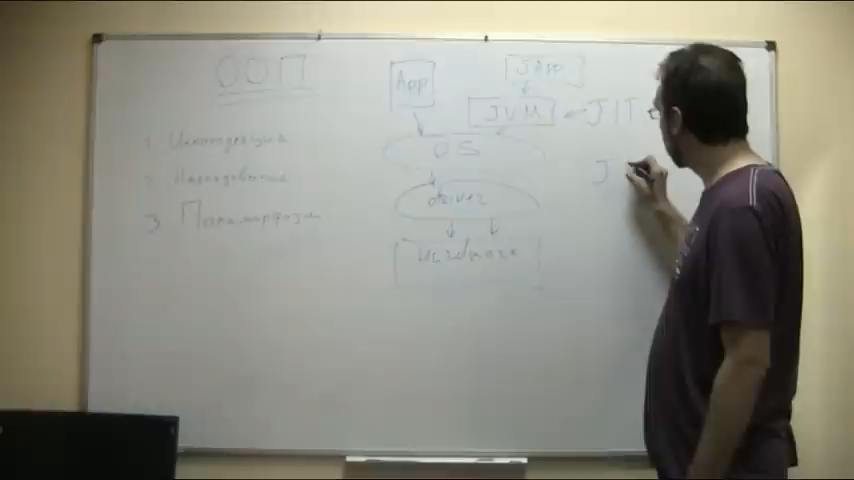 ООП
1 Инкапсуляция
2 Наследование
3 Полиморфизм
App
JApp
JVM ← JIT
OS
driver
Hardware
J